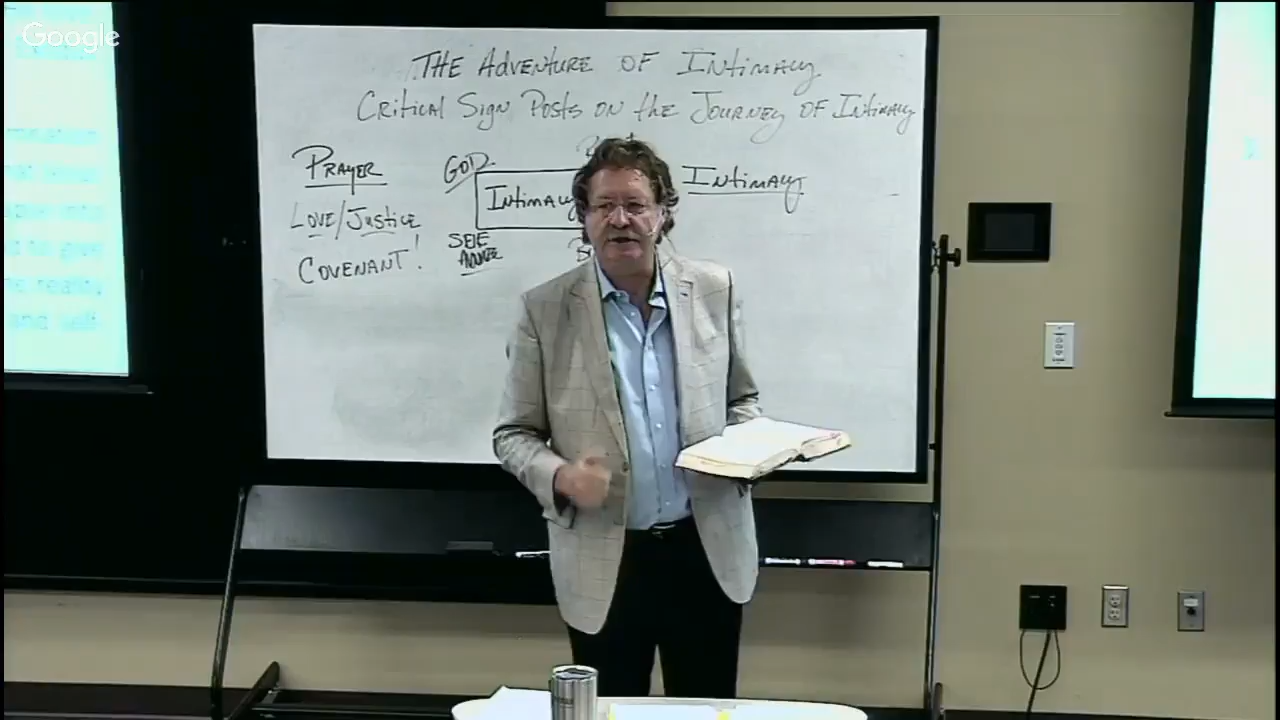 Google
THE ADVENTURE OF INTIMACY
CRITICAL SIGN POSTS ON THE JOURNEY OF INTIMACY
PRAYER
LOVE/JUSTICE
COVENANT!
GOD
INTIMACY
SELF
INTIMACY